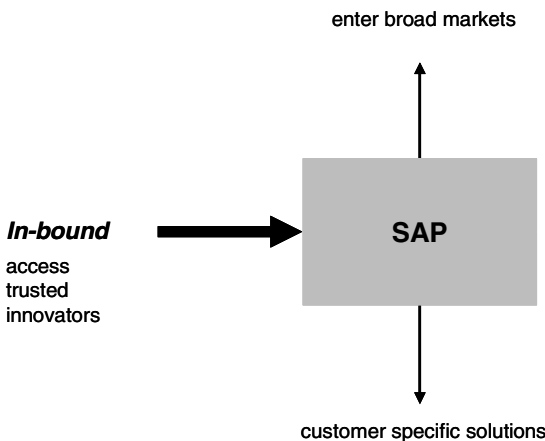 enter broad markets
SAP
In-bound
access
trusted
innovators
customer specific solutions